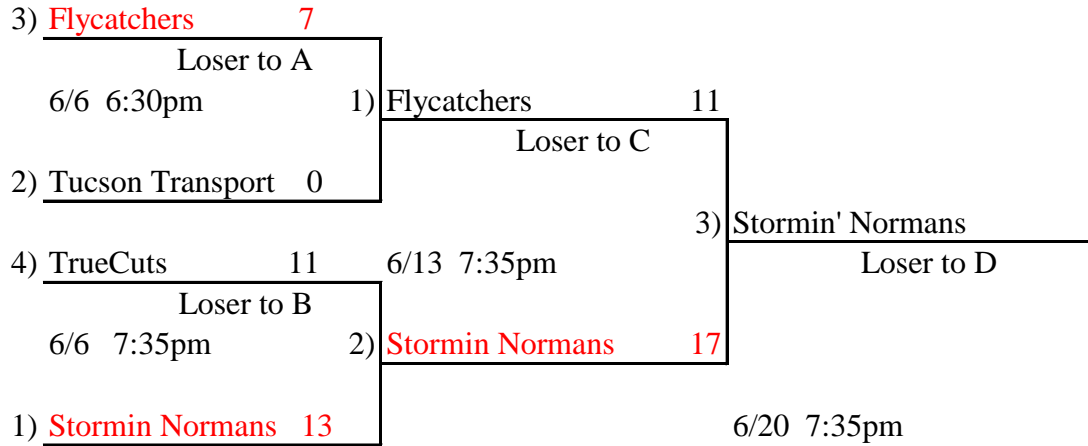 3) Flycatchers 7
Loser to A
6/6 6:30pm 1) Flycatchers 11
Loser to C
2) Tucson Transport 0
3) Stormin' Normans
4) TrueCuts 11 6/13 7:35pm Loser to D
Loser to B
6/6 7:35pm 2) Stormin Normans 17
1) Stormin Normans 13 6/20 7:35pm